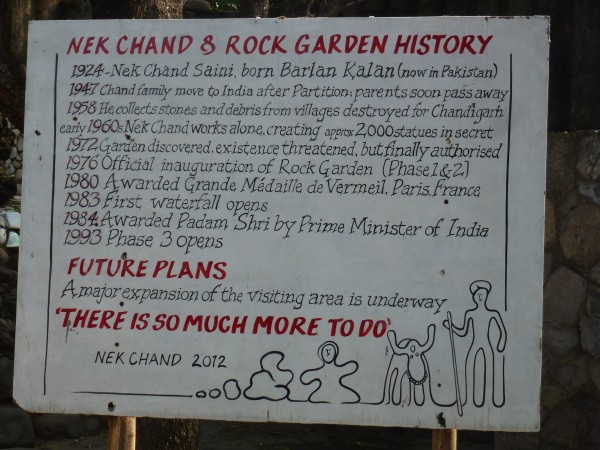 NEK CHAND & ROCK GARDEN HISTORY
1924-Nek Chand Saini, born Barlan Kalan (now in Pakistan)
1947 Chand family move to India after Partition; parents soon pass away
1958 He collects stones and debris from villages destroyed for Chandigarh
early 1960s Nek Chand works alone, creating approx 2,000 statues in secret
1972 Garden discovered, existence threatened, but finally authorised
1976 Official inauguration of Rock Garden (Phase 1 & 2)
1980 Awarded Grande Médaille de Vermeil, Paris, France
1983 First waterfall opens
1984 Awarded Padam Shri by Prime Minister of India
1993 Phase 3 opens
FUTURE PLANS
A major expansion of the visiting area is underway
'THERE IS SO MUCH MORE TO DO'
NEK CHAND 2012